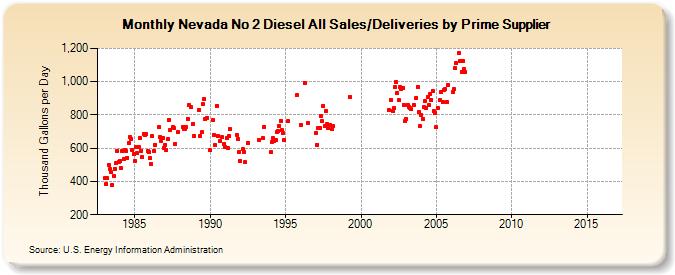 Monthly Nevada No 2 Diesel All Sales/Deliveries by Prime Supplier
Thousand Gallons per Day
1,200
1,000
800
600
400
200
1985 1990 1995 2000 2005 2010 2015
Source: U.S. Energy Information Administration